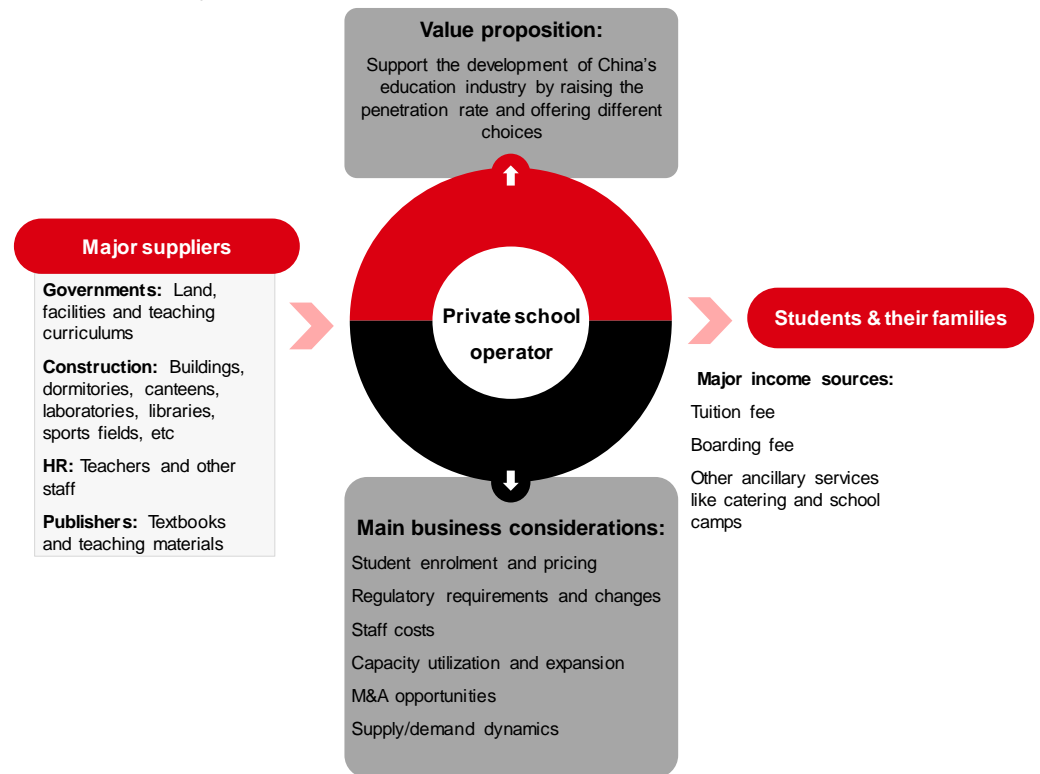 Value proposition:
Support the development of China's
education industry by raising the
penetration rate and offering different
choices
Major suppliers
Governments: Land,
facilities and teaching
curriculums
Construction: Buildings,
dormitories, canteens,
laboratories, libraries,
sports fields, etc
HR: Teachers and other
staff
Publishers: Textbooks
and teaching materials
Private school
operator
Students & their families
Major income sources:
Tuition fee
Boarding fee
Other ancillary services
like catering and school
camps
Main business considerations:
Student enrolment and pricing
Regulatory requirements and changes
Staff costs
Capacity utilization and expansion
M&A opportunities
Supply/demand dynamics